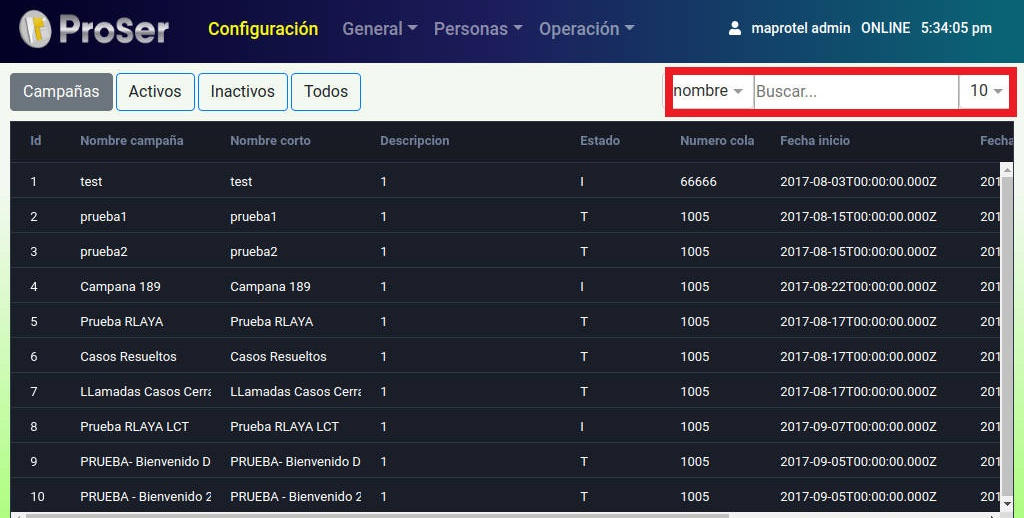 ProSer Configuración General Personas Operación maprotel admin ONLINE 5:34:05 pm
Campañas Activos Inactivos Todos nombre Buscar... 10
Id Nombre campaña Nombre corto Descripcion Estado Numero cola Fecha inicio Fecha
1 test test 1 I 66666 2017-08-03T00:00:00.000Z 201
2 prueba1 prueba1 1 T 1005 2017-08-15T00:00:00.000Z 201
3 prueba2 prueba2 1 T 1005 2017-08-15T00:00:00.000Z 201
4 Campana 189 Campana 189 1 I 1005 2017-08-22T00:00:00.000Z 201
5 Prueba RLAYA Prueba RLAYA 1 T 1005 2017-08-17T00:00:00.000Z 201
6 Casos Resueltos Casos Resueltos 1 T 1005 2017-08-17T00:00:00.000Z 201
7 LLamadas Casos Cerra LLamadas Casos Cerra 1 T 1005 2017-08-17T00:00:00.000Z 201
8 Prueba RLAYA LCT Prueba RLAYA LCT 1 I 1005 2017-09-07T00:00:00.000Z 201
9 PRUEBA- Bienvenido D PRUEBA- Bienvenido D 1 T 1005 2017-09-05T00:00:00.000Z 201
10 PRUEBA - Bienvenido 2 PRUEBA - Bienvenido 2 1 T 1005 2017-09-05T00:00:00.000Z 201